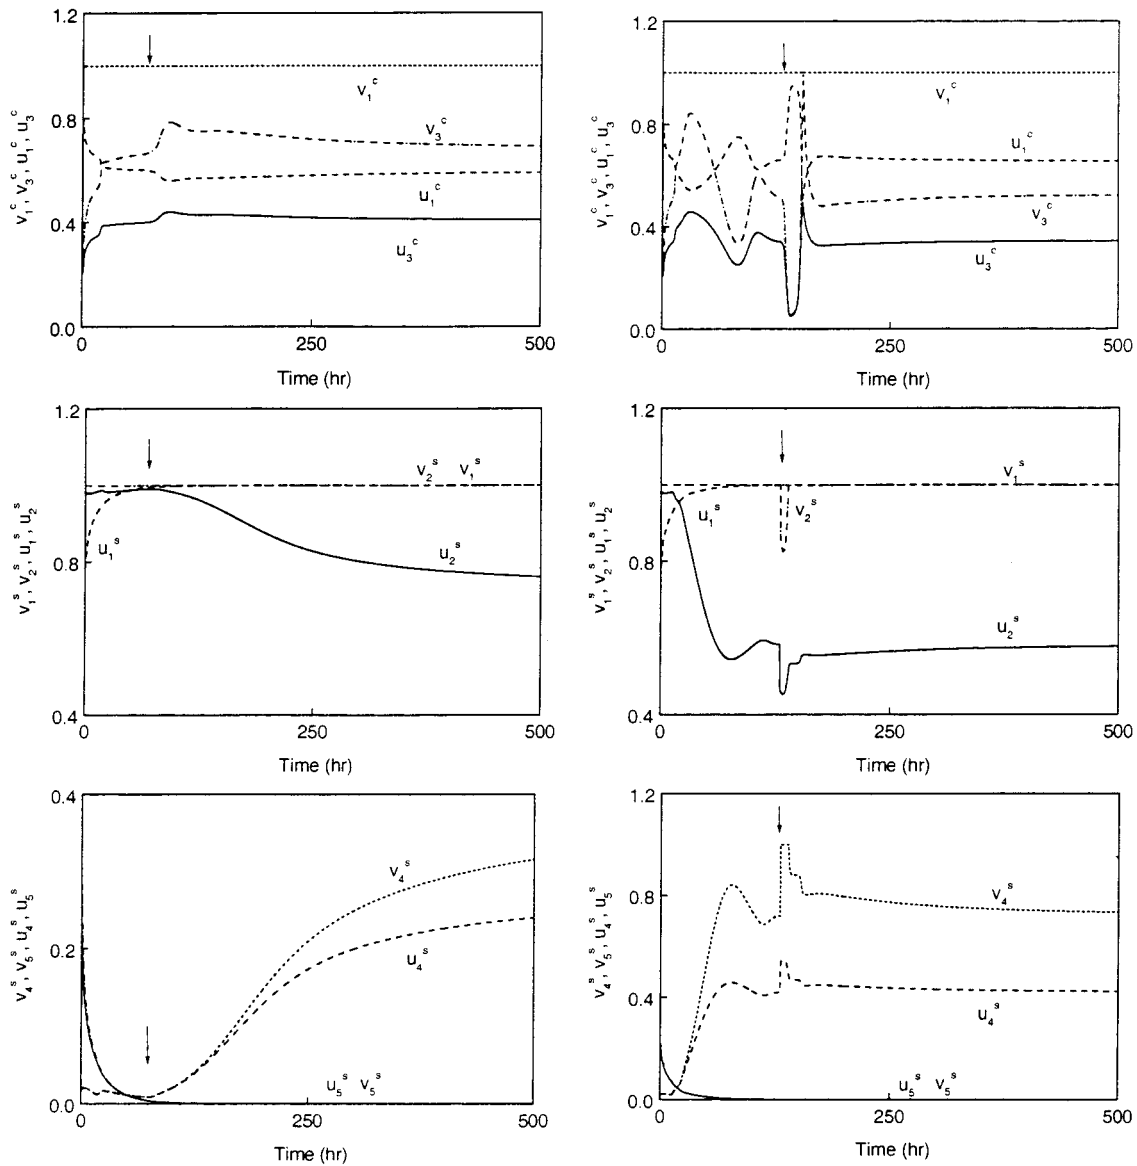 1.2
0.8
0.4
0.0
v₁ᶜ, v₃ᶜ, u₁ᶜ, u₃ᶜ
v₁ᶜ
v₃ᶜ
u₁ᶜ
u₃ᶜ
0
250
500
Time (hr)
1.2
0.8
0.4
0.0
v₁ᶜ, v₃ᶜ, u₁ᶜ, u₃ᶜ
v₁ᶜ
u₁ᶜ
v₃ᶜ
u₃ᶜ
0
250
500
Time (hr)
1.2
0.8
0.4
v₁ˢ, v₂ˢ, u₁ˢ, u₂ˢ
v₂ˢ v₁ˢ
u₁ˢ
u₂ˢ
0
250
500
Time (hr)
1.2
0.8
0.4
v₁ˢ, v₂ˢ, u₁ˢ, u₂ˢ
v₁ˢ
u₁ˢ
v₂ˢ
u₂ˢ
0
250
500
Time (hr)
0.4
0.2
0.0
v₄ˢ, v₅ˢ, u₄ˢ, u₅ˢ
v₄ˢ
u₄ˢ
u₅ˢ v₅ˢ
0
250
500
Time (hr)
1.2
0.8
0.4
0.0
v₄ˢ, v₅ˢ, u₄ˢ, u₅ˢ
v₄ˢ
u₄ˢ
u₅ˢ v₅ˢ
0
250
500
Time (hr)